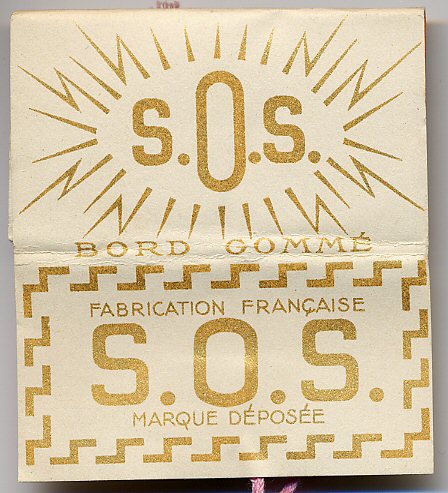 S.O.S.
BORD GOMMÉ
FABRICATION FRANÇAISE
S.O.S.
MARQUE DÉPOSÉE